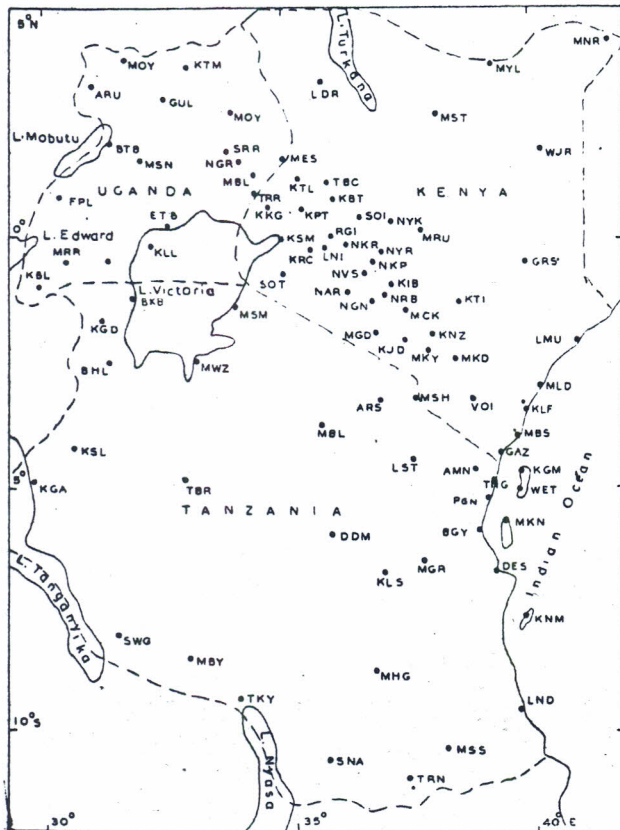 5°N
MNR
MOY
KTM
L. Turkana
MYL
ARU
GUL
LDR
MOY
MST
L. Mobutu
BTB
MSN
SRR
NGR
MES
WJR
MBL
KTL
TBC
UGANDA
KENYA
FPL
TRR
KBT
KKG
KPT
SOI
NYK
ETB
RGI
MRU
0°
L. Edward
KSM
NKR
NYR
KLL
KRC
LNI
MRR
NKP
GRS
KBL
SOT
NVS
KIB
L. Victoria
NAR
BKB
NGN
NRB
KTI
MSM
MCK
KGD
MGD
KNZ
KJD
LMU
BHL
MWZ
MKY
MKD
MLD
ARS
MSH
VOI
KLF
MBL
MBS
GAZ
KSL
LST
AMN
KGM
5°
KGA
TBR
TNG
WET
PGN
TANZANIA
MKN
DDM
BGY
Indian Ocean
MGR
DES
KLS
L. Tanganyika
KNM
SWG
MBY
MHG
TKY
LND
10°S
L. Nyasa
MSS
SNA
TRN
30°
35°
40°E